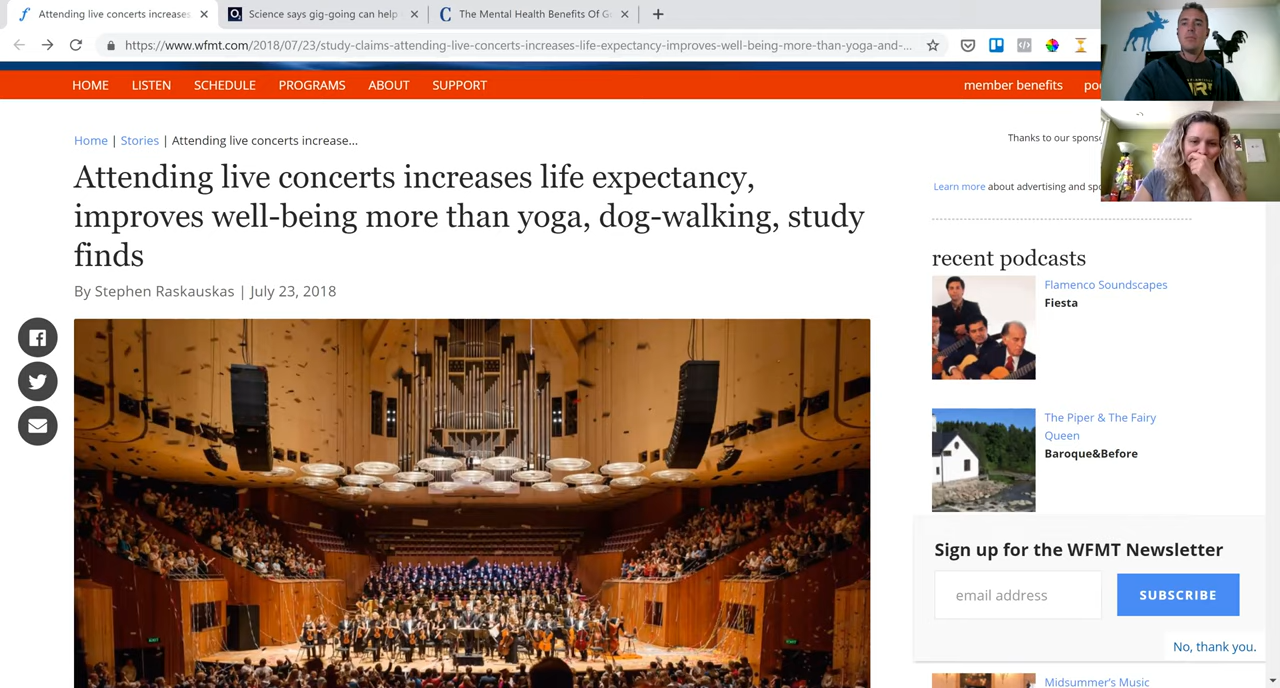 Attending live concerts increases
Science says gig-going can help
The Mental Health Benefits Of G
https://www.wfmt.com/2018/07/23/study-claims-attending-live-concerts-increases-life-expectancy-improves-well-being-more-than-yoga-and-...
HOME LISTEN SCHEDULE PROGRAMS ABOUT SUPPORT member benefits
Home | Stories | Attending live concerts increase...
Thanks to our
Attending live concerts increases life expectancy,
improves well-being more than yoga, dog-walking, study
finds
By Stephen Raskauskas | July 23, 2018
Learn more about advertising and
recent podcasts
Flamenco Soundscapes
Fiesta
The Piper & The Fairy
Queen
Baroque&Before
Sign up for the WFMT Newsletter
email address
SUBSCRIBE
No, thank you.
Midsummer's Music